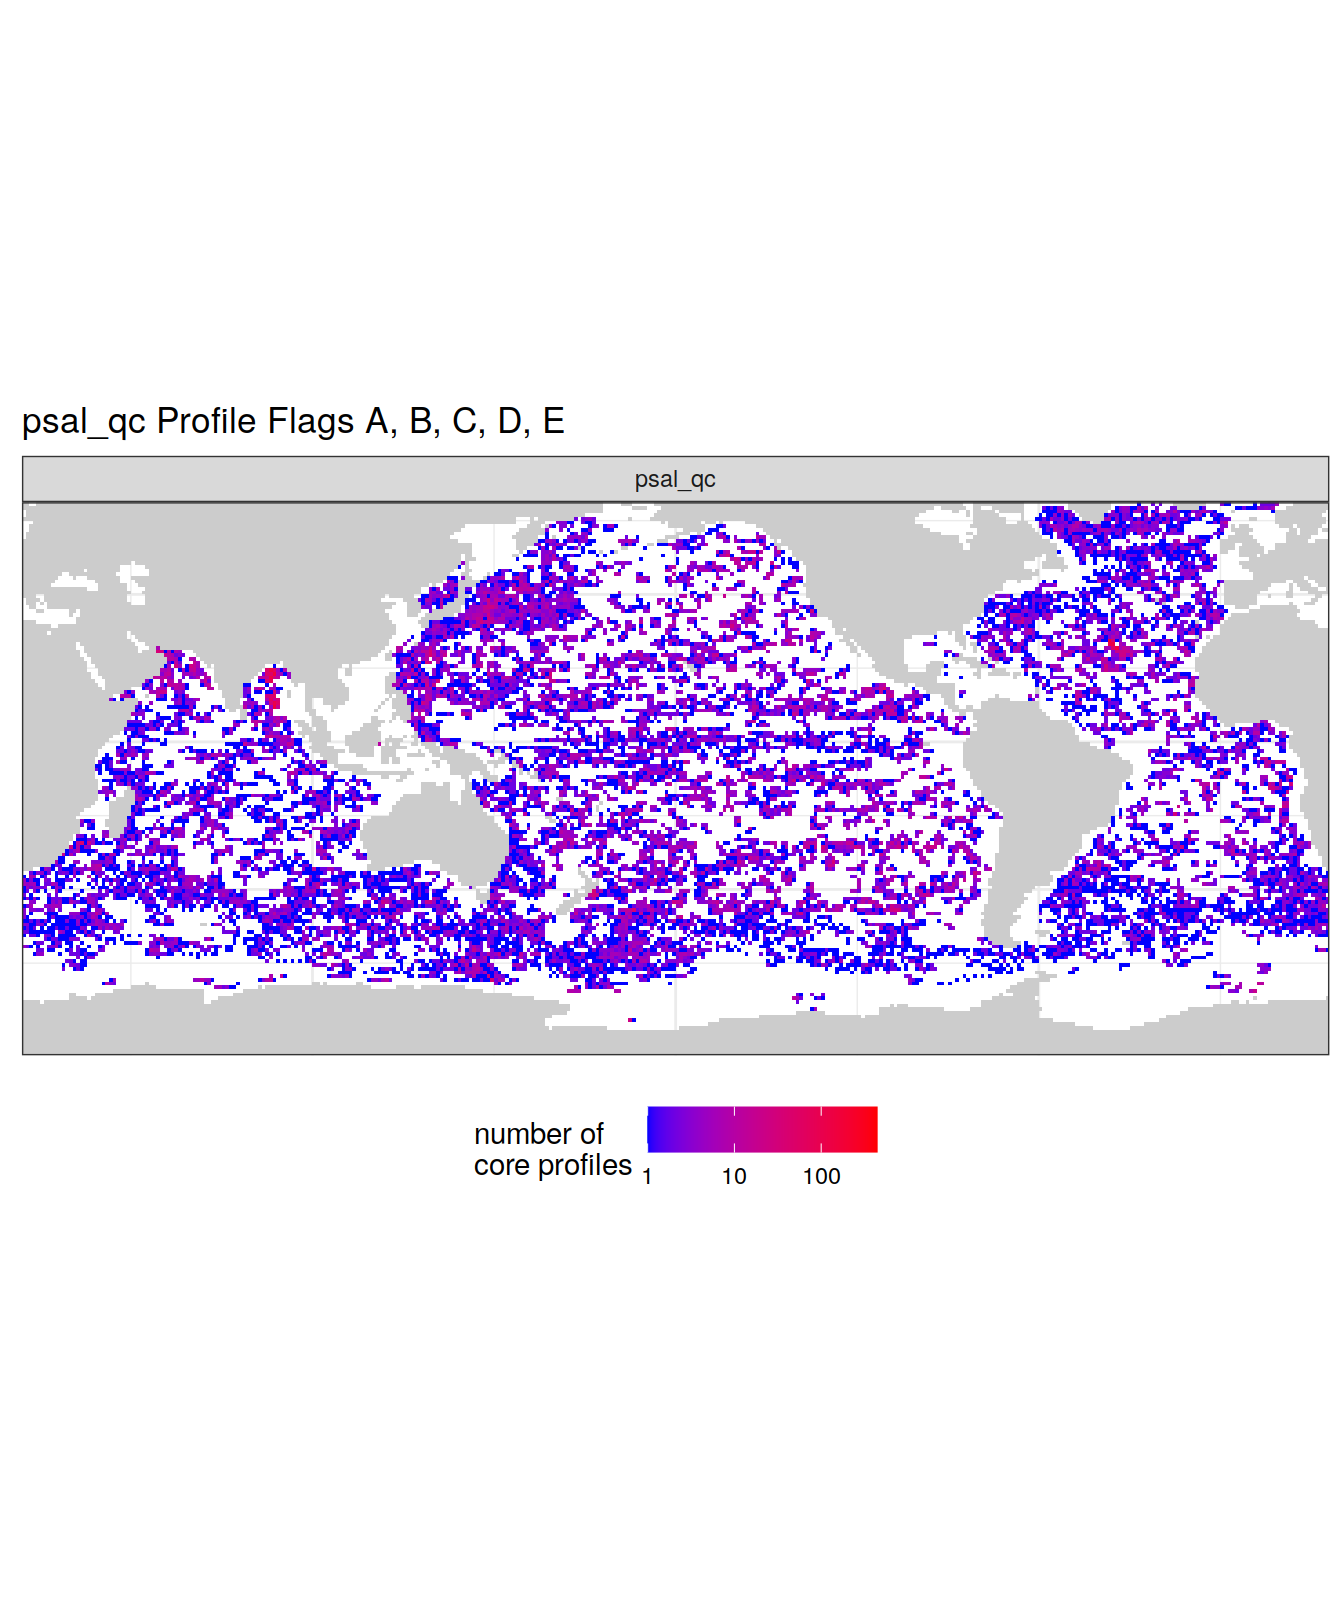 psal_qc Profile Flags A, B, C, D, E
psal_qc
number of
core profiles
1 10 100